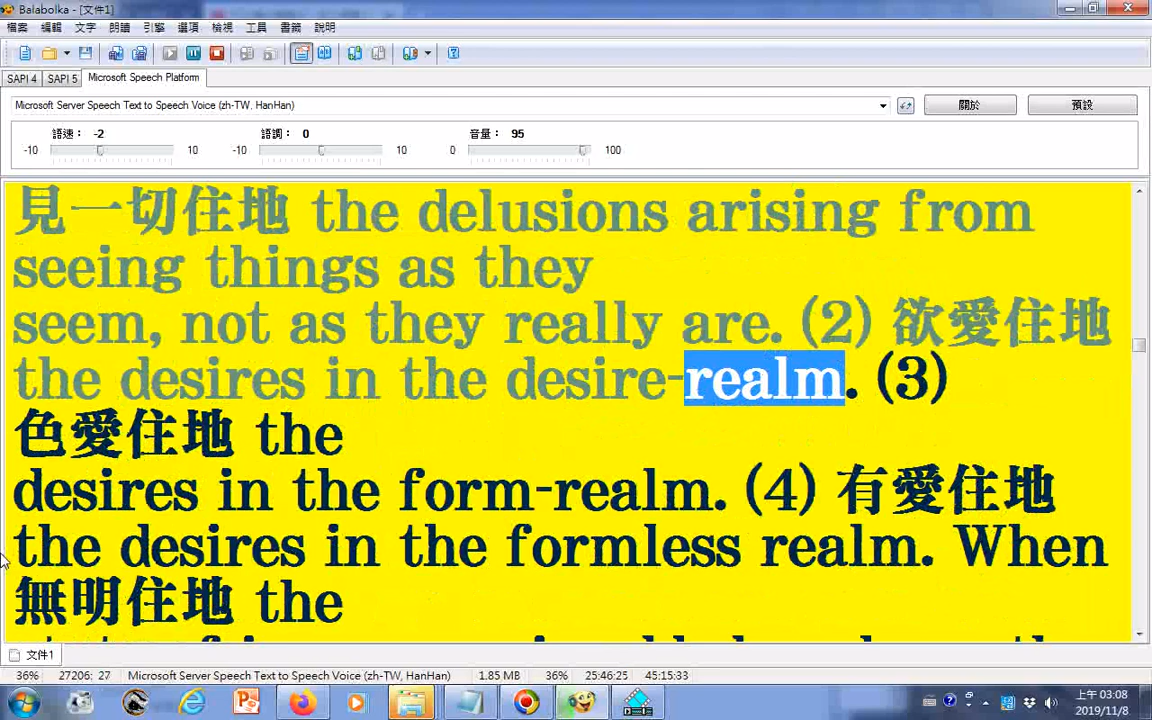 Balabolka - [文件1]
檔案 編輯 文字 朗讀 引擎 選項 檢視 工具 書籤 說明
SAPI 4 SAPI 5 Microsoft Speech Platform
Microsoft Server Speech Text to Speech Voice (zh-TW, HanHan)
關於 預設
語速： -2 語調： 0 音量： 95
-10 10 -10 10 0 100
見一切住地 the delusions arising from
seeing things as they
seem, not as they really are. (2) 欲愛住地
the desires in the desire-realm. (3)
色愛住地 the
desires in the form-realm. (4) 有愛住地
the desires in the formless realm. When
無明住地 the
文件1
36% 27206: 27 Microsoft Server Speech Text to Speech Voice (zh-TW, HanHan) 1.85 MB 36% 25:46:25 45:15:33
上午 03:08
2019/11/8